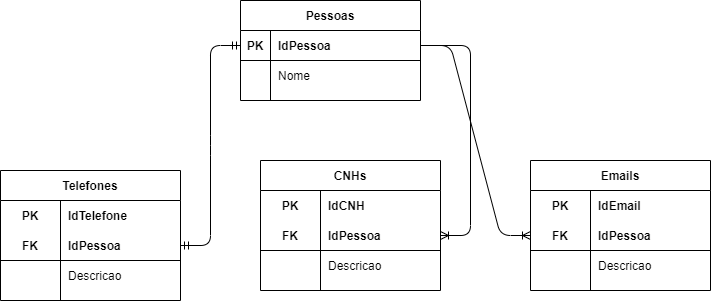 Pessoas
PK IdPessoa
Nome
Telefones
PK IdTelefone
FK IdPessoa
Descricao
CNHs
PK IdCNH
FK IdPessoa
Descricao
Emails
PK IdEmail
FK IdPessoa
Descricao